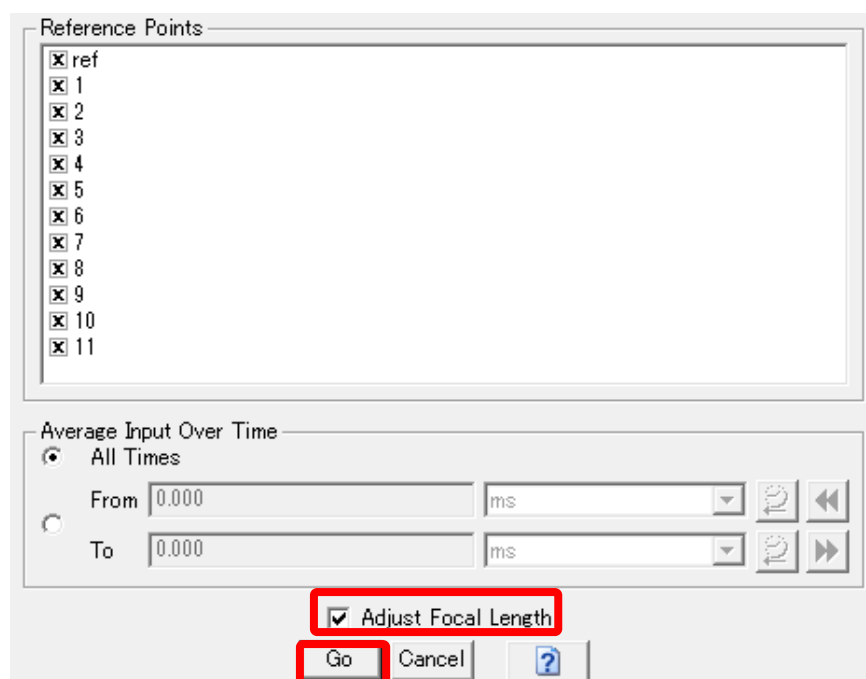 Reference Points
ref
1
2
3
4
5
6
7
8
9
10
11
Average Input Over Time
All Times
From 0.000 ms
To 0.000 ms
Adjust Focal Length
Go Cancel ?